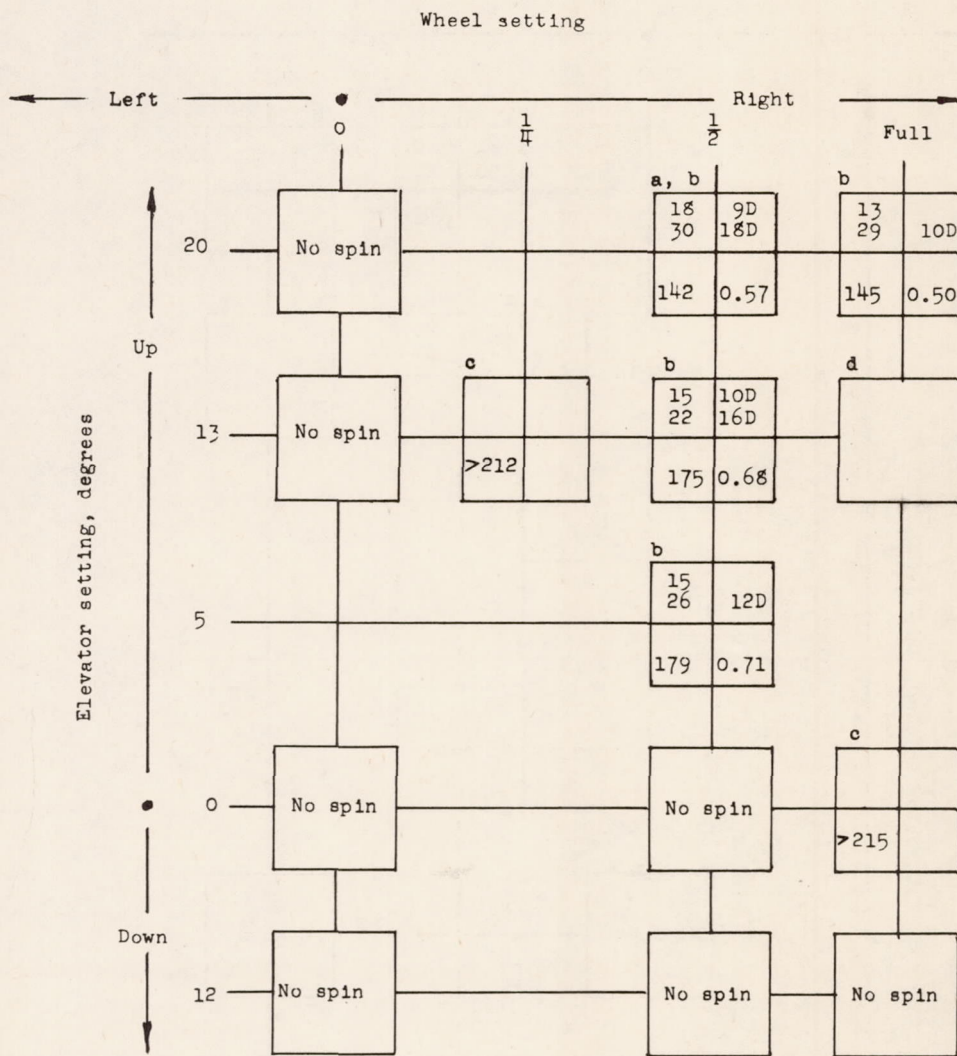 Wheel setting
Left Right
0 1/4 1/2 Full
a, b b
18 9D 13
30 18D 29 10D
20 No spin
142 0.57 145 0.50
Up
c b d
15 10D
22 16D
13 No spin
>212 175 0.68
Elevator setting, degrees
b
15
26 12D
5
179 0.71
c
0 No spin No spin
>215
Down
12 No spin No spin No spin